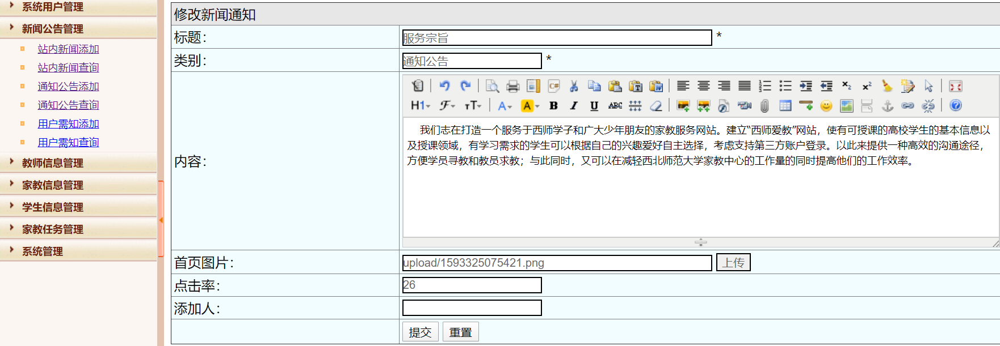 系统用户管理
新闻公告管理
站内新闻添加
站内新闻查询
通知公告添加
通知公告查询
用户需知添加
用户需知查询
教师信息管理
家教信息管理
学生信息管理
家教任务管理
系统管理
修改新闻通知
标题：
服务宗旨 *
类别：
通知公告 *
内容：
H1 F TT A A B I U ABC
我们志在打造一个服务于西师学子和广大少年朋友的家教服务网站。建立“西师爱教”网站，使有可授课的高校学生的基本信息以
及授课领域，有学习需求的学生可以根据自己的兴趣爱好自主选择，考虑支持第三方账户登录。以此来提供一种高效的沟通途径，
方便学员寻教和教员求教；与此同时，又可以在减轻西北师范大学家教中心的工作量的同时提高他们的工作效率。
首页图片：
upload/1593325075421.png 上传
点击率：
26
添加人：
提交 重置